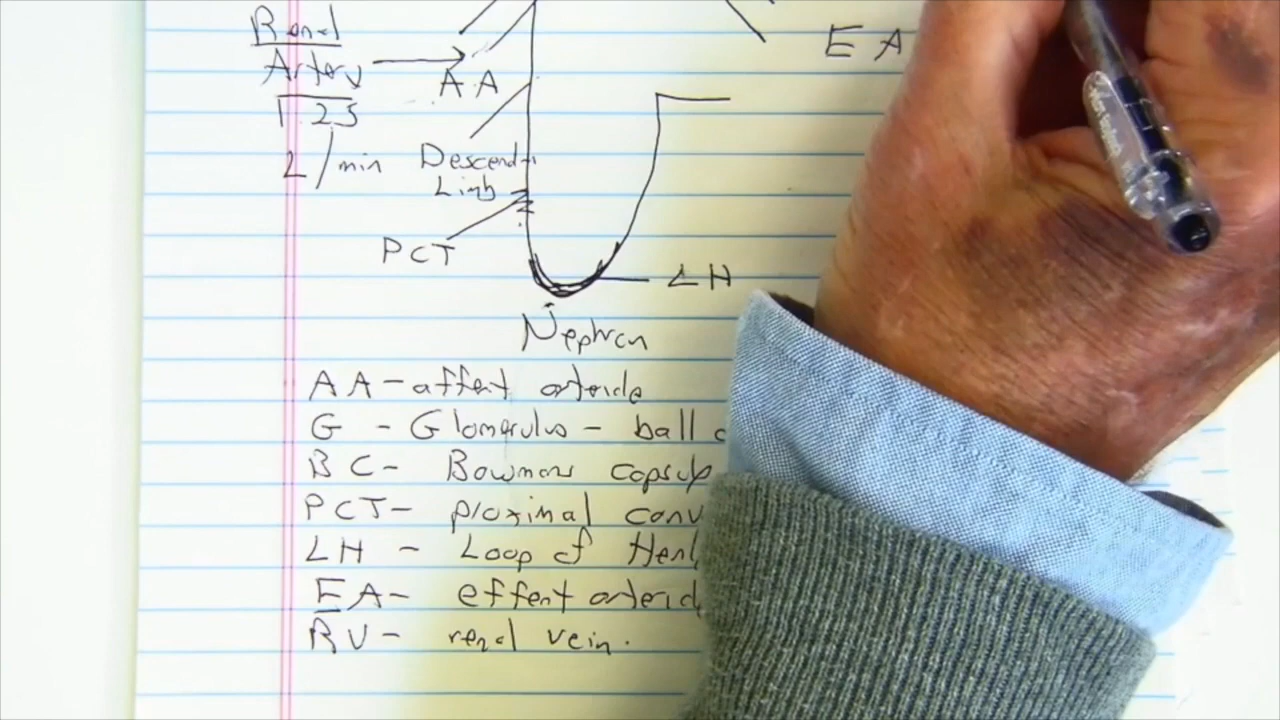 Renal
Artery
1.25
L/min
AA
EA
Descend
Limb
PCT
LH
Nephron
AA - affent arteriole
G - Glomerulus - ball
BC - Bowmans capsul
PCT - proximal conv
LH - Loop of Henl
EA - effent arteriol
RV - renal vein.